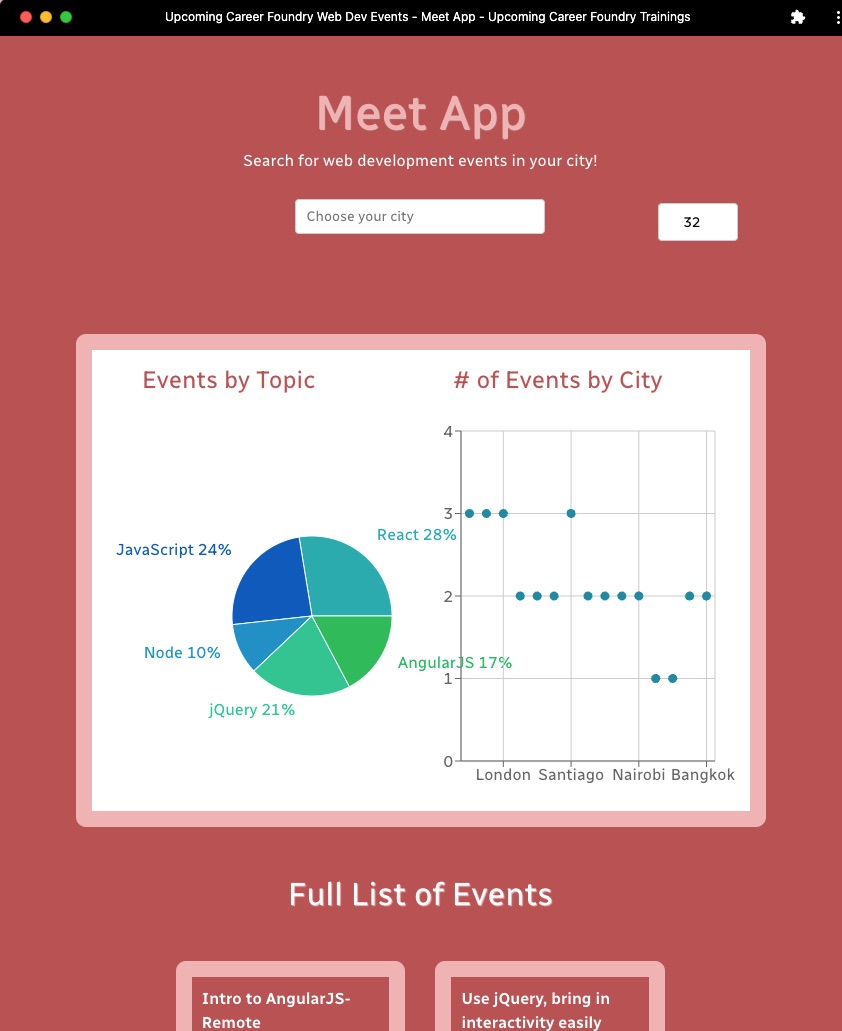 Upcoming Career Foundry Web Dev Events - Meet App - Upcoming Career Foundry Trainings
Meet App
Search for web development events in your city!
Choose your city
32
Events by Topic
# of Events by City
JavaScript 24%
React 28%
Node 10%
AngularJS 17%
jQuery 21%
4
3
2
1
0
London Santiago Nairobi Bangkok
Full List of Events
Intro to AngularJS-
Remote
Use jQuery, bring in
interactivity easily